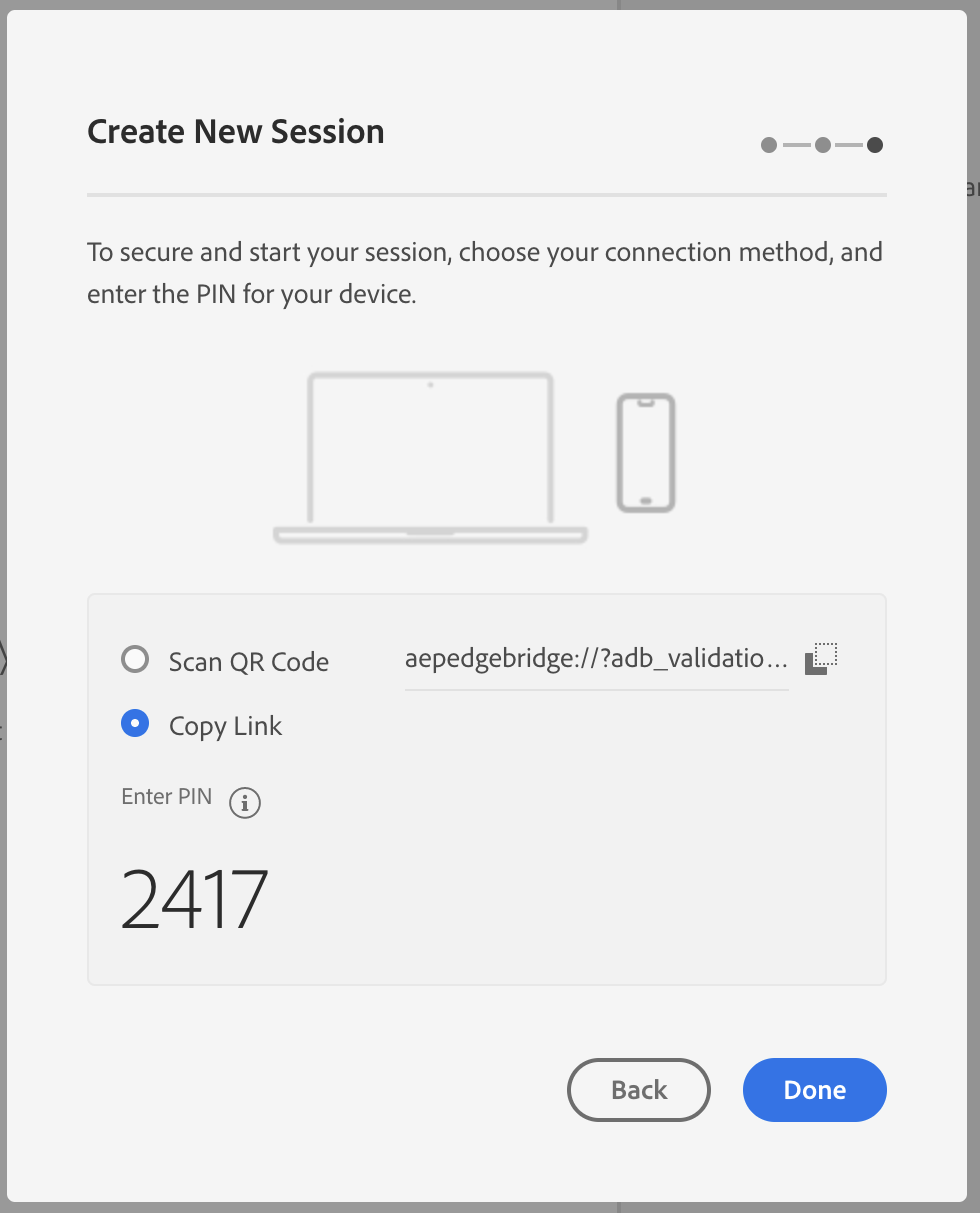 Create New Session
To secure and start your session, choose your connection method, and
enter the PIN for your device.
Scan QR Code
aepedgebridge://?adb_validatio...
Copy Link
Enter PIN
2417
Back
Done